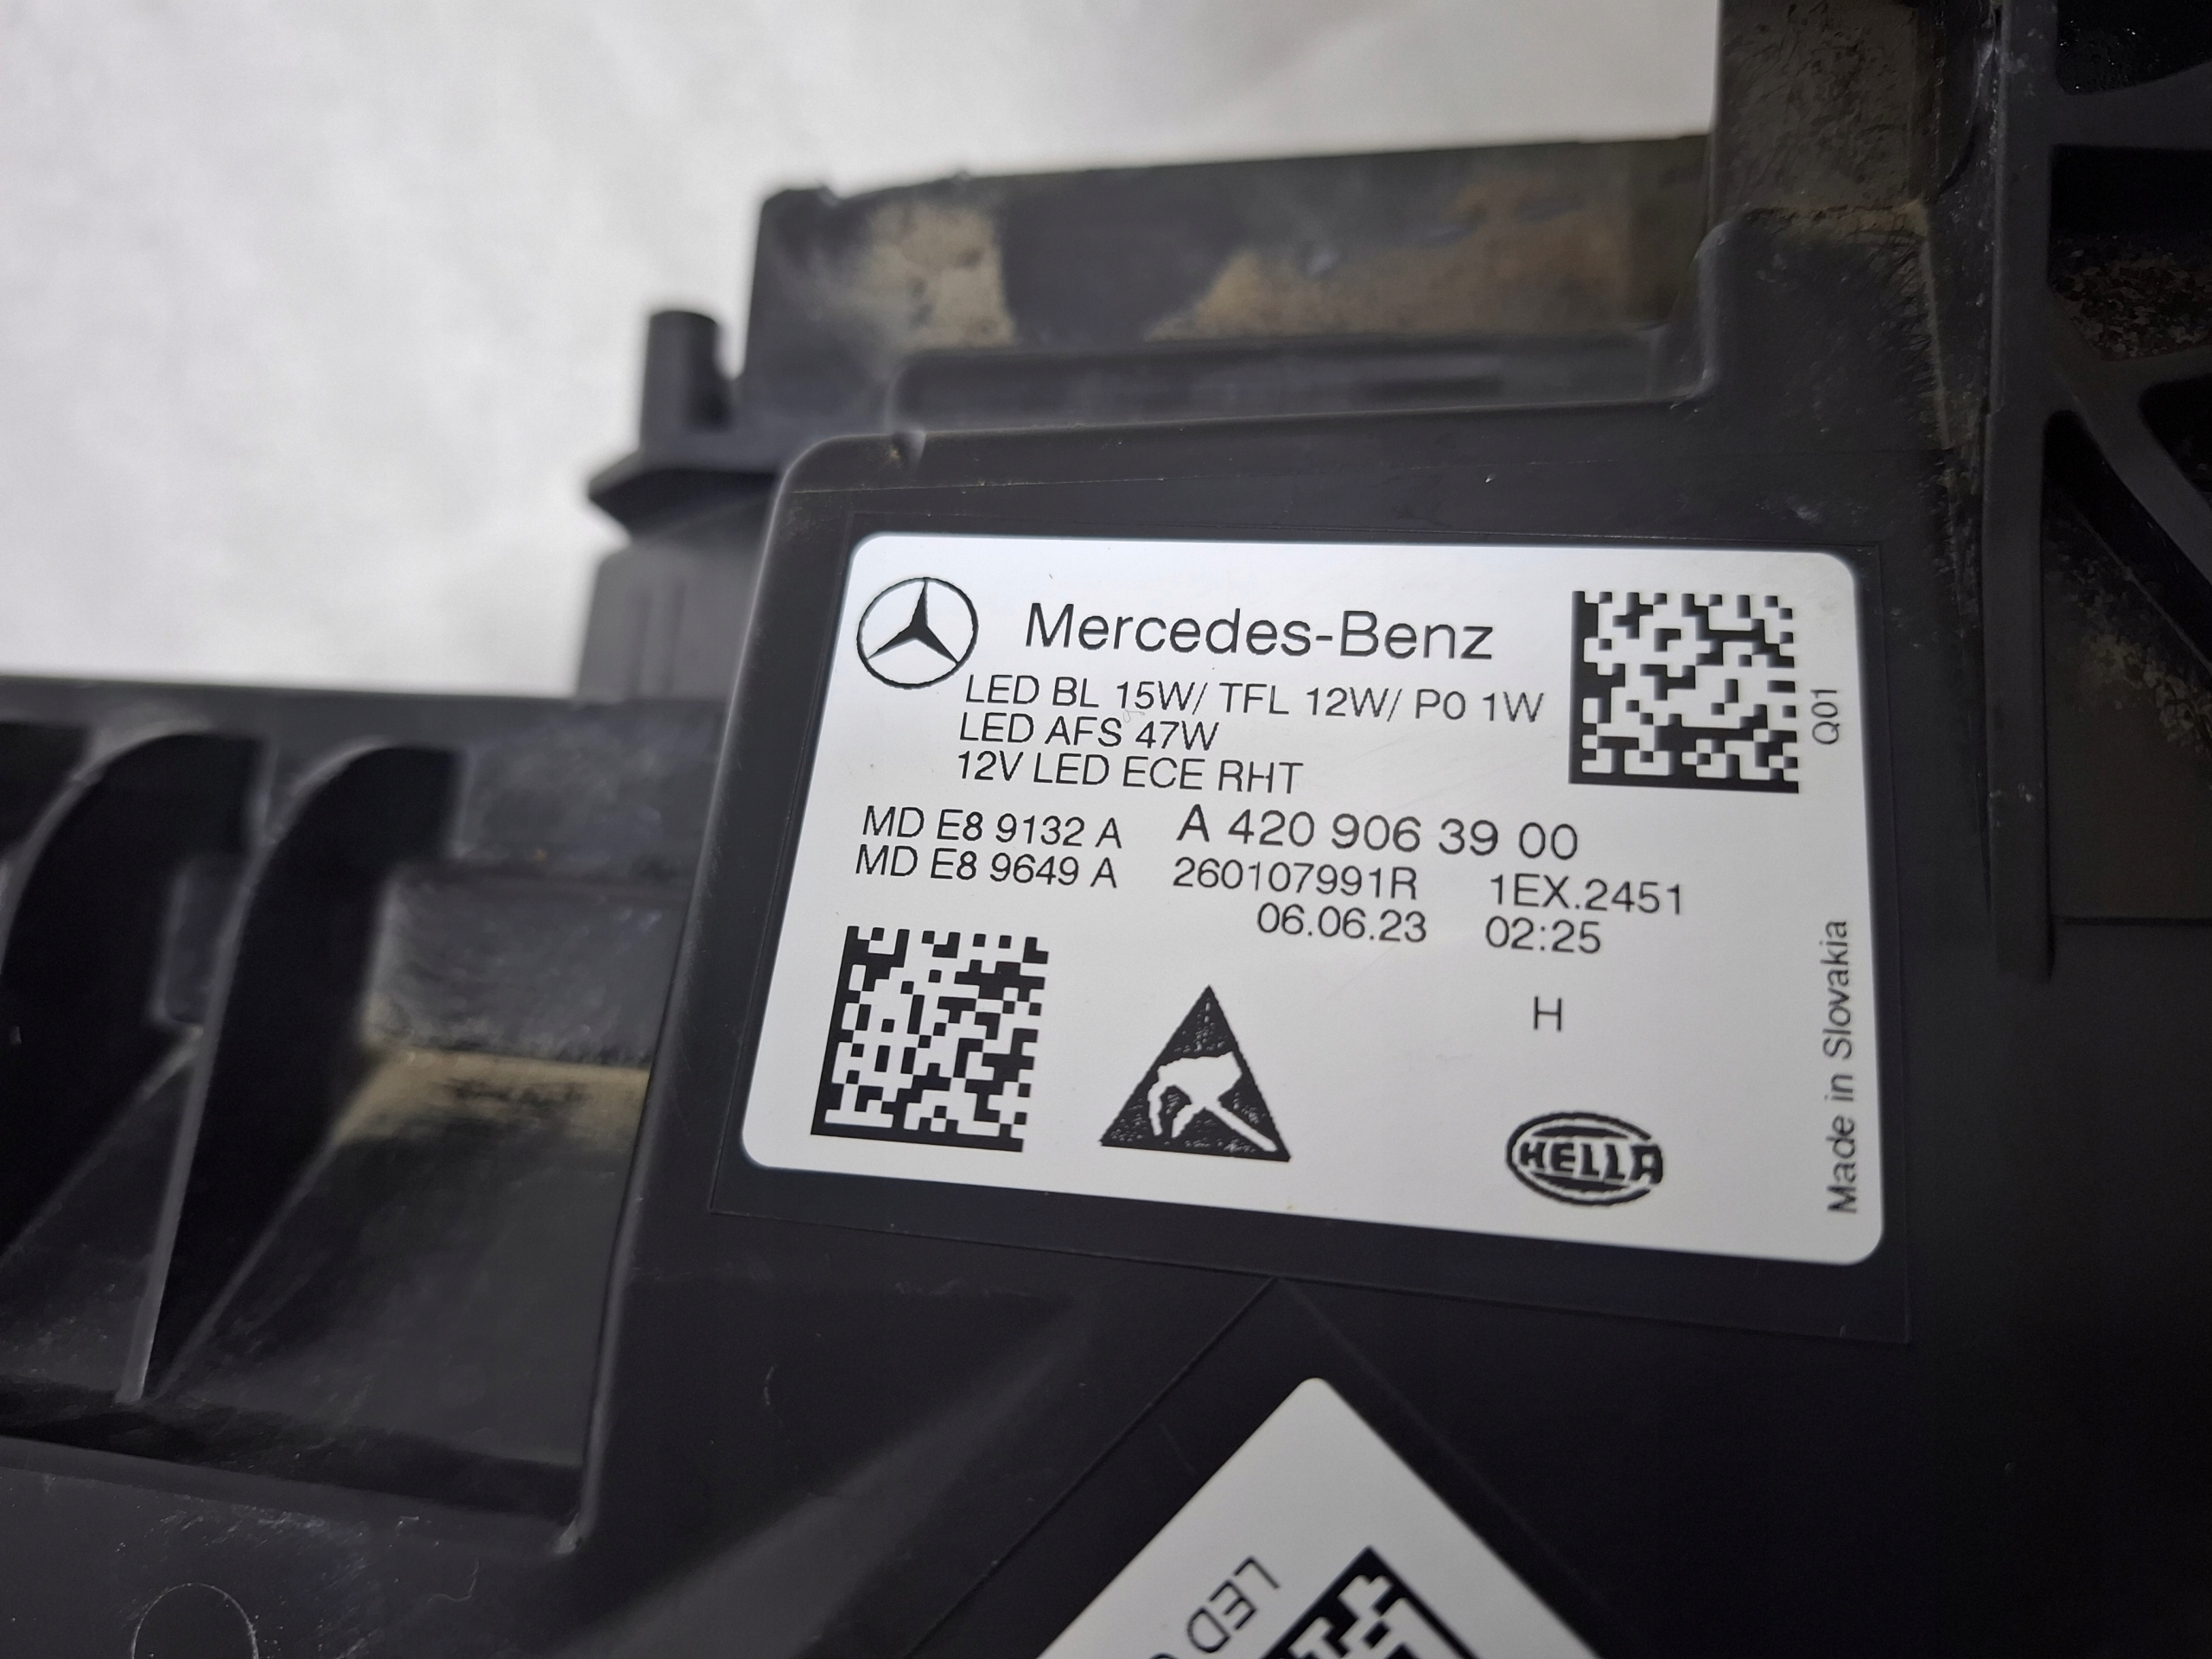 Mercedes-Benz
LED BL 15W/ TFL 12W/ P0 1W
LED AFS 47W
12V LED ECE RHT
Q01
MD E8 9132 A A 420 906 39 00
MD E8 9649 A 260107991R 1EX.2451
06.06.23 02:25
H
HELLA
Made in Slovakia
LED